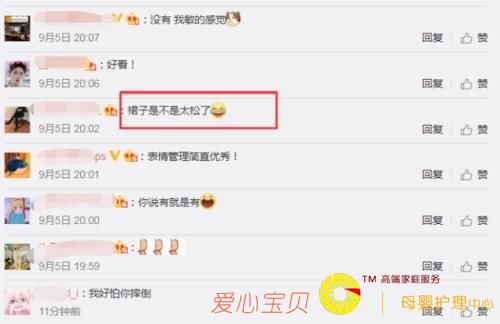 ：没有 我敏的感觉
9月5日 20:07 回复 赞
：好看！
9月5日 20:06 回复 赞
：裙子是不是太松了
9月5日 20:02 回复 赞
ps ：表情管理简直优秀！
9月5日 20:01 回复 赞
：你说有就是有
9月5日 20:00 回复 赞
：
9月5日 19:59 回复 赞
_i：我好怕你摔倒
11分钟前 回复 赞
爱心宝贝 TM 高端家庭服务
母婴护理中心